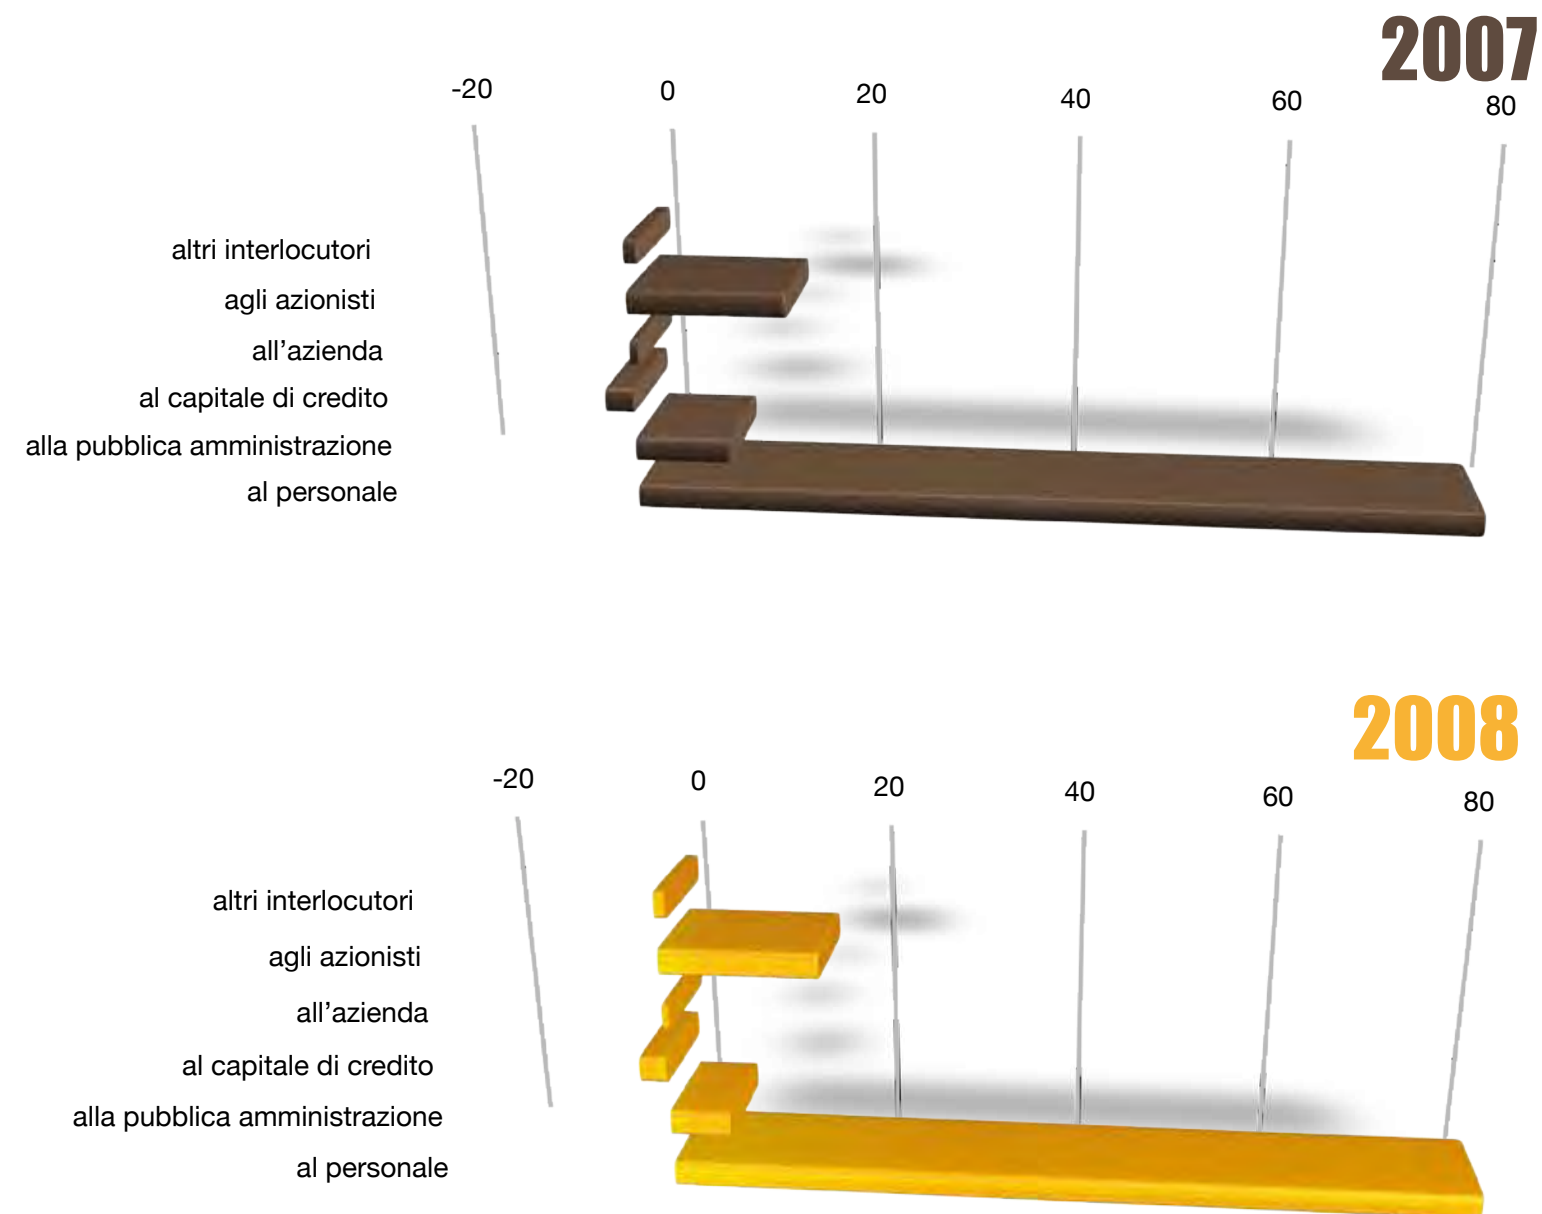 2007
-20 0 20 40 60 80
altri interlocutori
agli azionisti
all’azienda
al capitale di credito
alla pubblica amministrazione
al personale
2008
-20 0 20 40 60 80
altri interlocutori
agli azionisti
all’azienda
al capitale di credito
alla pubblica amministrazione
al personale